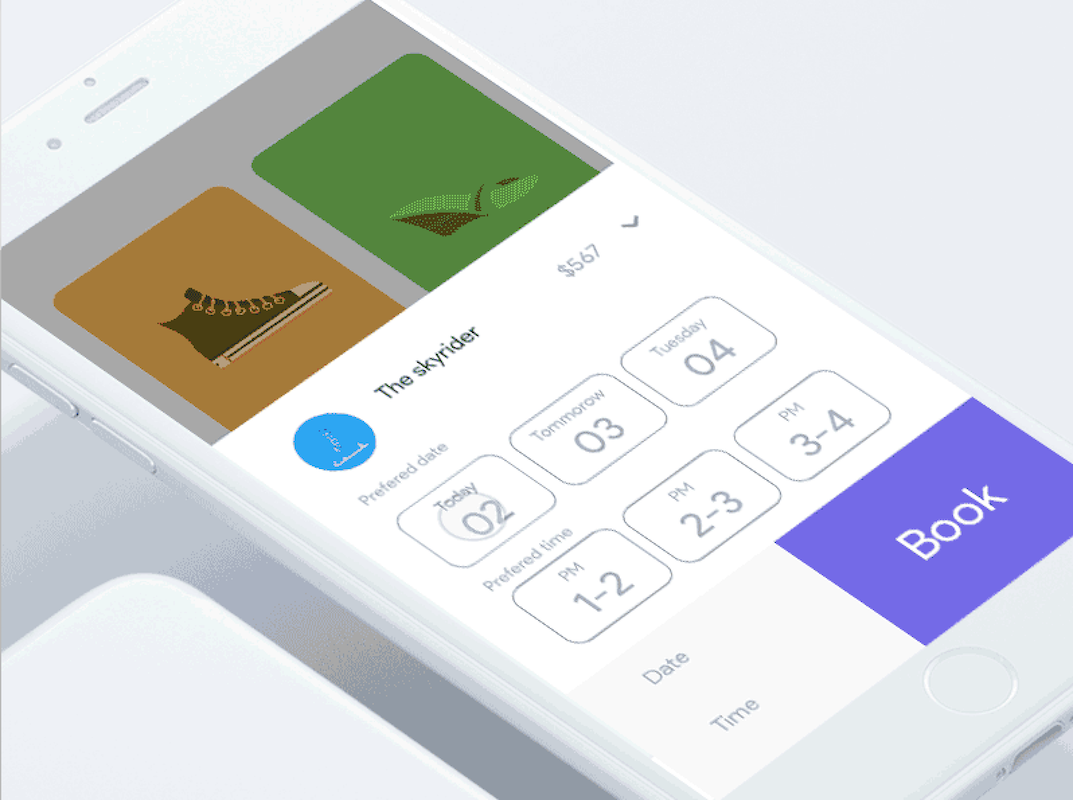 The skyrider
$567
Prefered date
Today
02
Tommorow
03
Tuesday
04
Prefered time
PM
1-2
PM
2-3
PM
3-4
Date
Time
Book